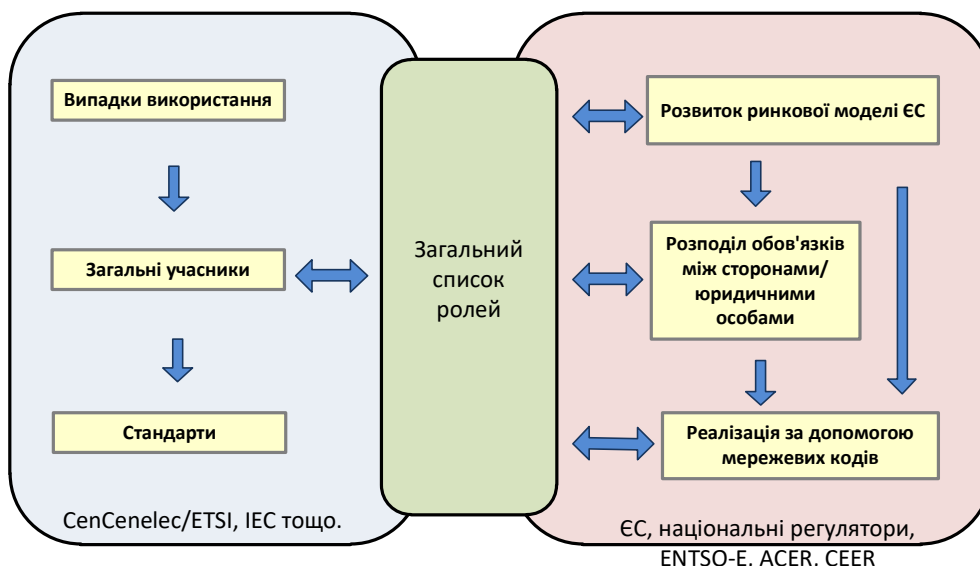 Випадки використання
Загальні учасники
Стандарти
CenCenelec/ETSI, IEC тощо.
Загальний
список
ролей
Розвиток ринкової моделі ЄС
Розподіл обов'язків
між сторонами/
юридичними
особами
Реалізація за допомогою
мережевих кодів
ЄС, національні регулятори,
ENTSO-E, ACER, CEER